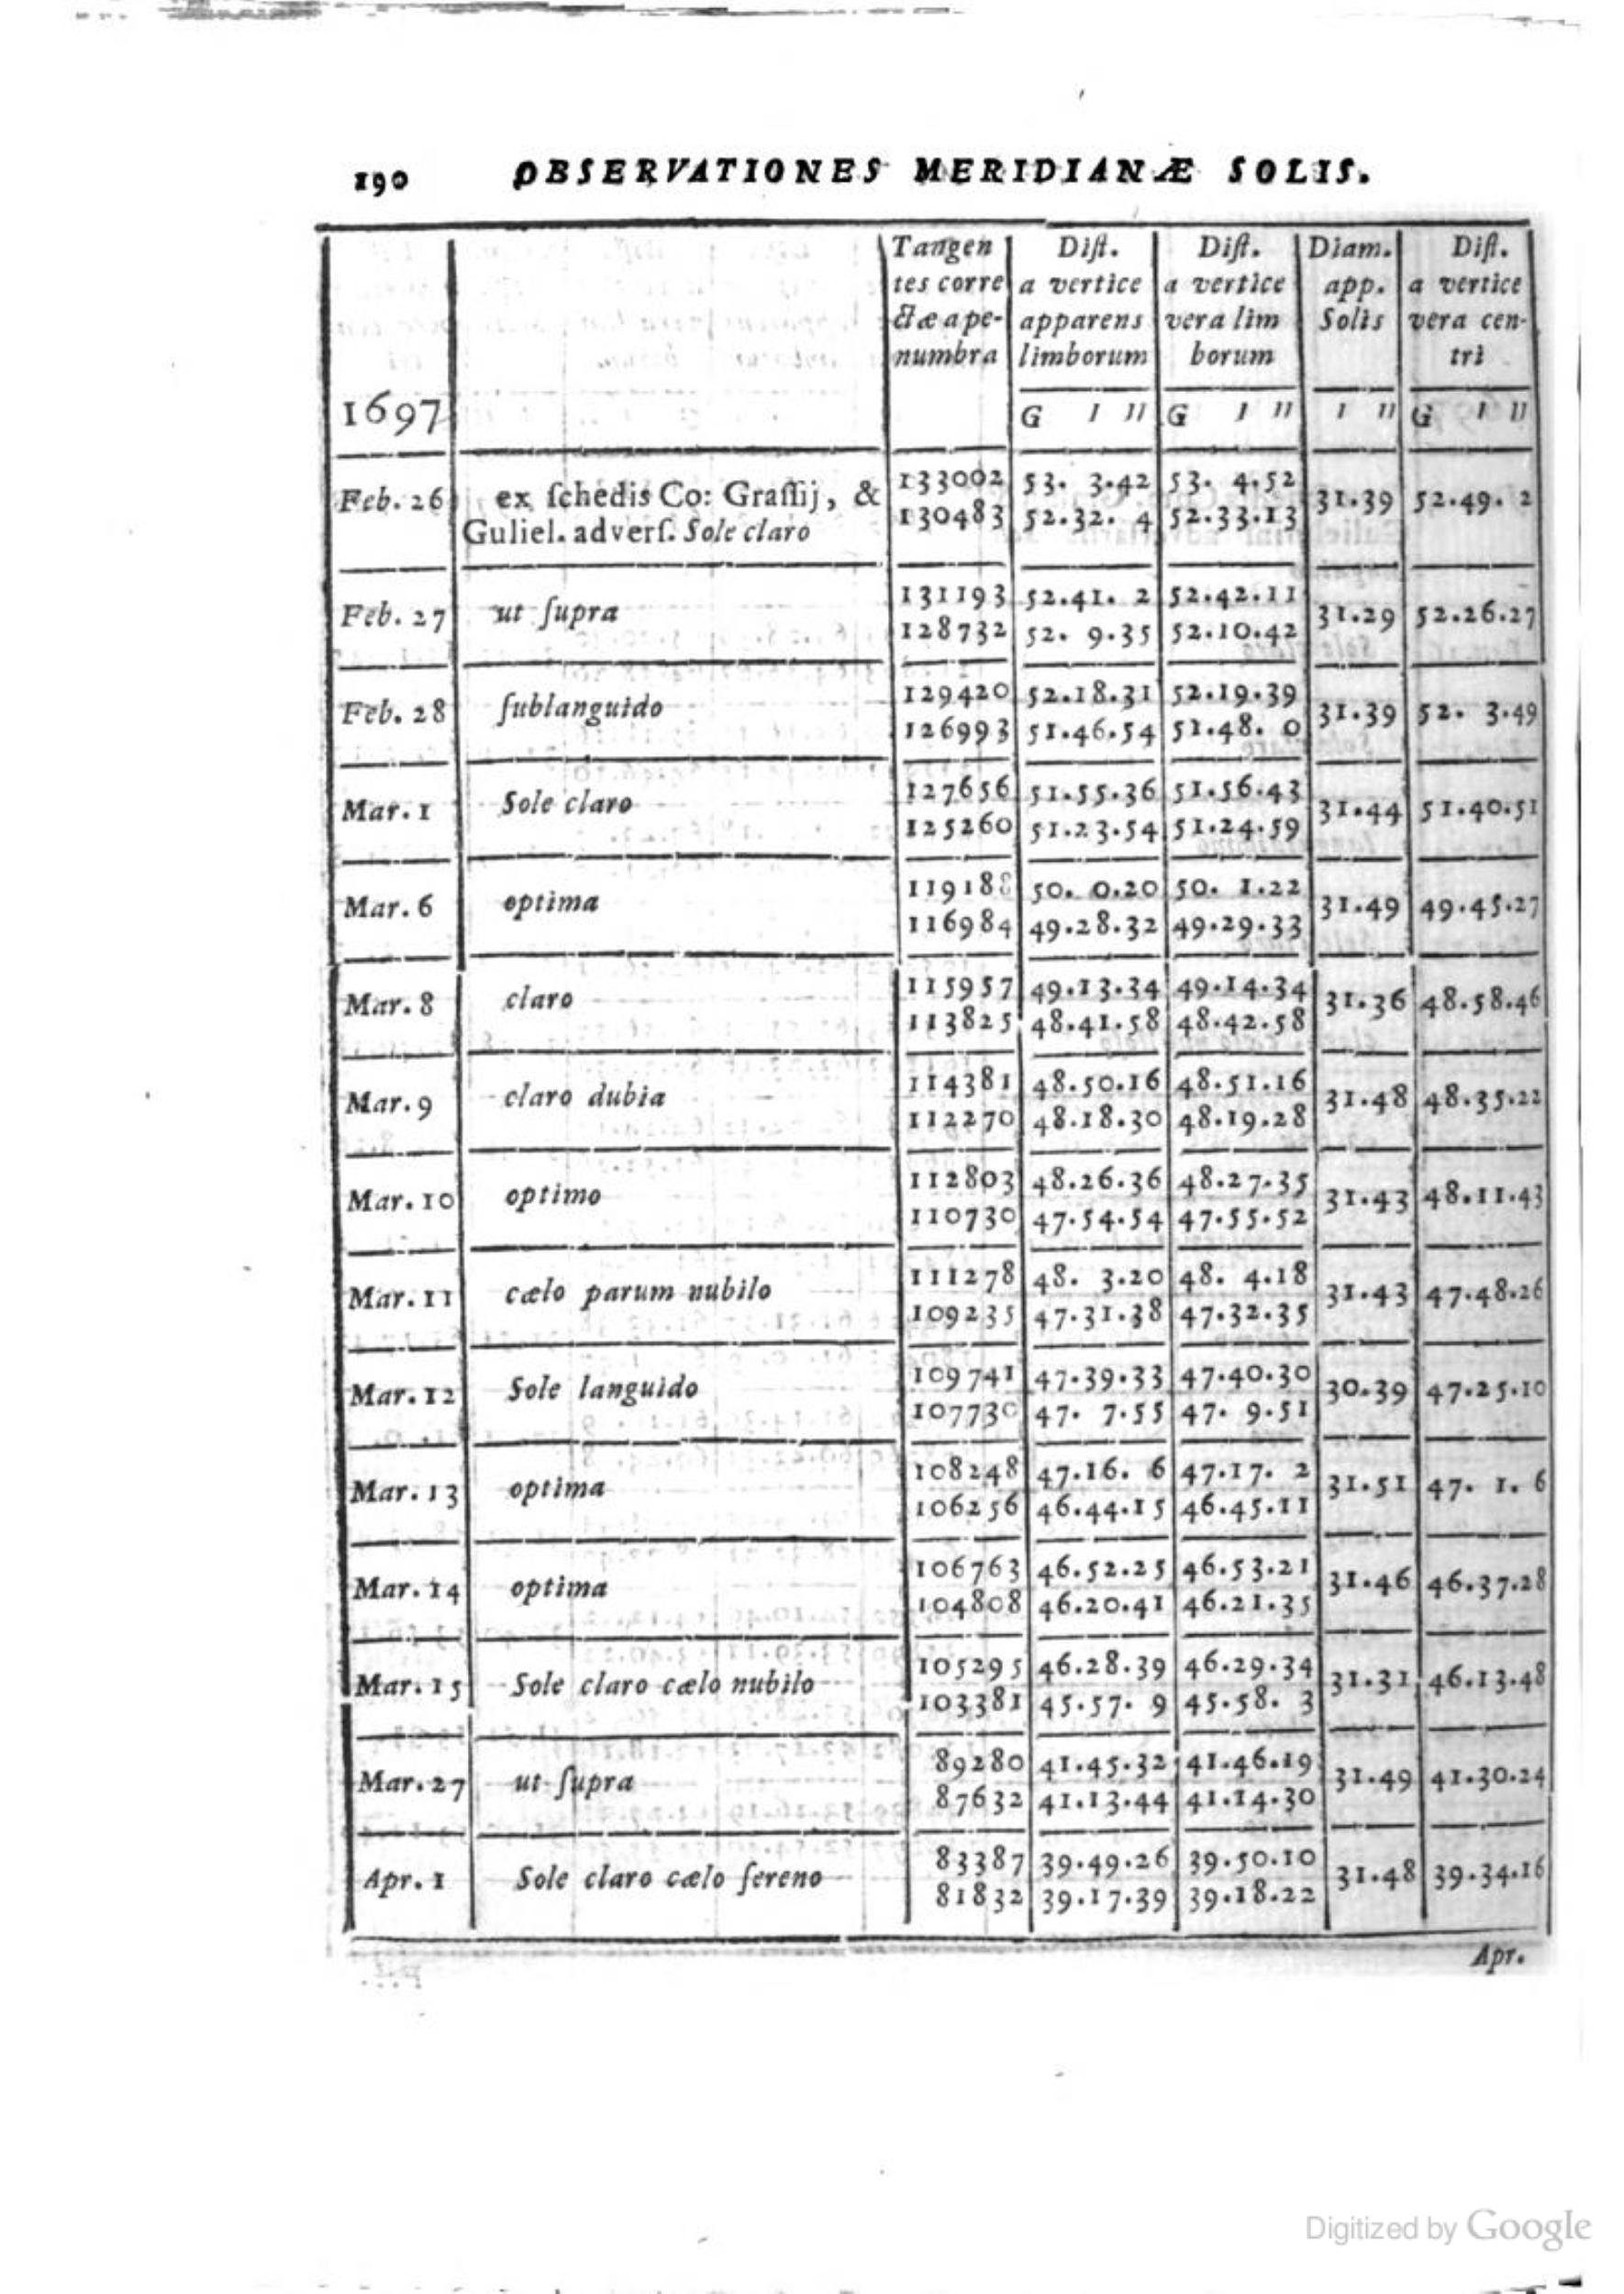 190 OBSERVATIONES MERIDIANÆ SOLIS.
Tangen Diſt. Diſt. Diam. Diſt.
tes corre a vertice a vertice app. a vertice
ctæ a pe- apparens vera lim Solis vera cen-
numbra limborum borum tri
1697 G I II G I II I II G I II
133002 53. 3.42 53. 4.52
Feb. 26 ex ſchedis Co: Graſſij, & 31.39 52.49. 2
130483 52.32. 4 52.33.13
Guliel. adverſ. Sole claro
131193 52.41. 2 52.42.11
Feb. 27 ut ſupra 31.29 52.26.27
128732 52. 9.35 52.10.42
129420 52.18.31 52.19.39
Feb. 28 ſublanguido 31.39 52. 3.49
126993 51.46.54 51.48. 0
127656 51.55.36 51.56.43
Mar. 1 Sole claro 31.44 51.40.51
125260 51.23.54 51.24.59
119188 50. 0.20 50. 1.22
Mar. 6 optima 31.49 49.45.27
116984 49.28.32 49.29.33
115957 49.13.34 49.14.34
Mar. 8 claro 31.36 48.58.46
113825 48.41.58 48.42.58
114381 48.50.16 48.51.16
Mar. 9 claro dubia 31.48 48.35.22
112270 48.18.30 48.19.28
112803 48.26.36 48.27.35
Mar. 10 optimo 31.43 48.11.43
110730 47.54.54 47.55.52
111278 48. 3.20 48. 4.18
Mar. 11 cælo parum nubilo 31.43 47.48.26
109235 47.31.38 47.32.35
109741 47.39.33 47.40.30
Mar. 12 Sole languido 30.39 47.25.10
107730 47. 7.55 47. 9.51
108248 47.16. 6 47.17. 2
Mar. 13 optima 31.51 47. 1. 6
106256 46.44.15 46.45.11
106763 46.52.25 46.53.21
Mar. 14 optima 31.46 46.37.28
104808 46.20.41 46.21.35
105295 46.28.39 46.29.34
Mar. 15 Sole claro cælo nubilo 31.31 46.13.48
103381 45.57. 9 45.58. 3
89280 41.45.32 41.46.19
Mar. 27 ut ſupra 31.49 41.30.24
87632 41.13.44 41.14.30
83387 39.49.26 39.50.10
Apr. 1 Sole claro cælo ſereno 31.48 39.34.16
81832 39.17.39 39.18.22
Apr.
Digitized by Google